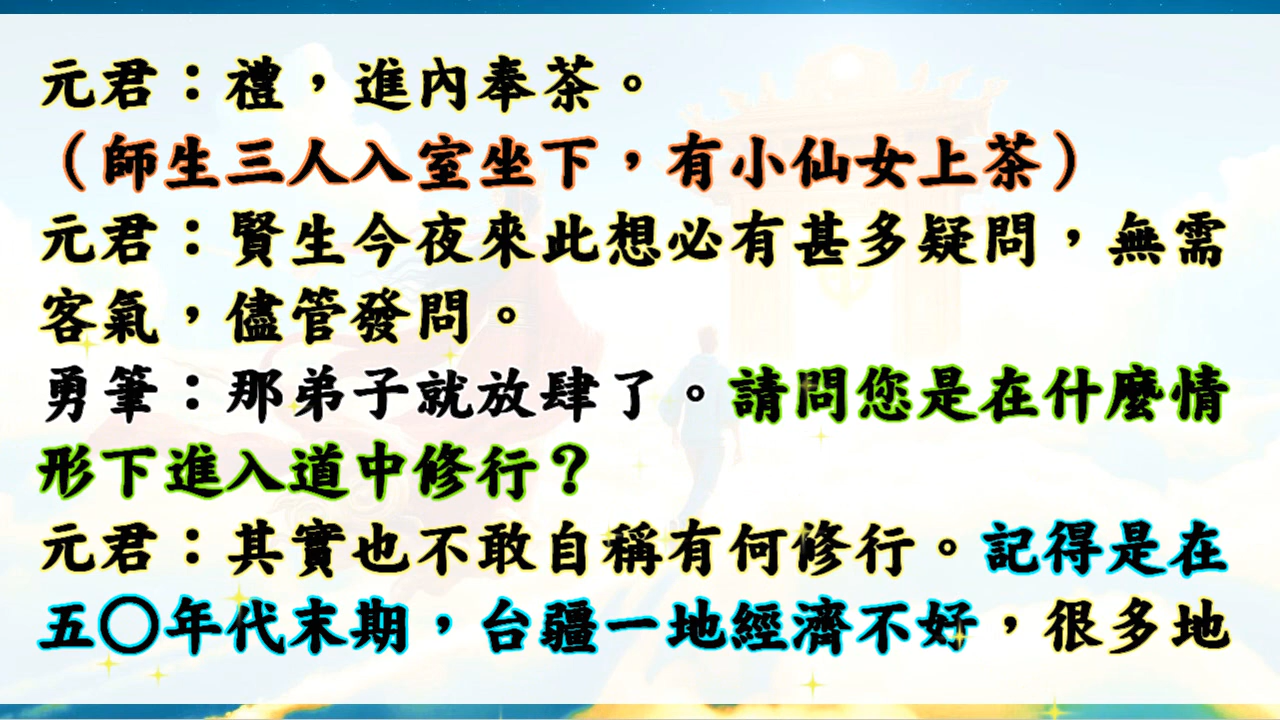 元君：禮，進內奉茶。
（師生三人入室坐下，有小仙女上茶）
元君：賢生今夜來此想必有甚多疑問，無需
客氣，儘管發問。
勇筆：那弟子就放肆了。請問您是在什麼情
形下進入道中修行？
元君：其實也不敢自稱有何修行。記得是在
五〇年代末期，台疆一地經濟不好，很多地